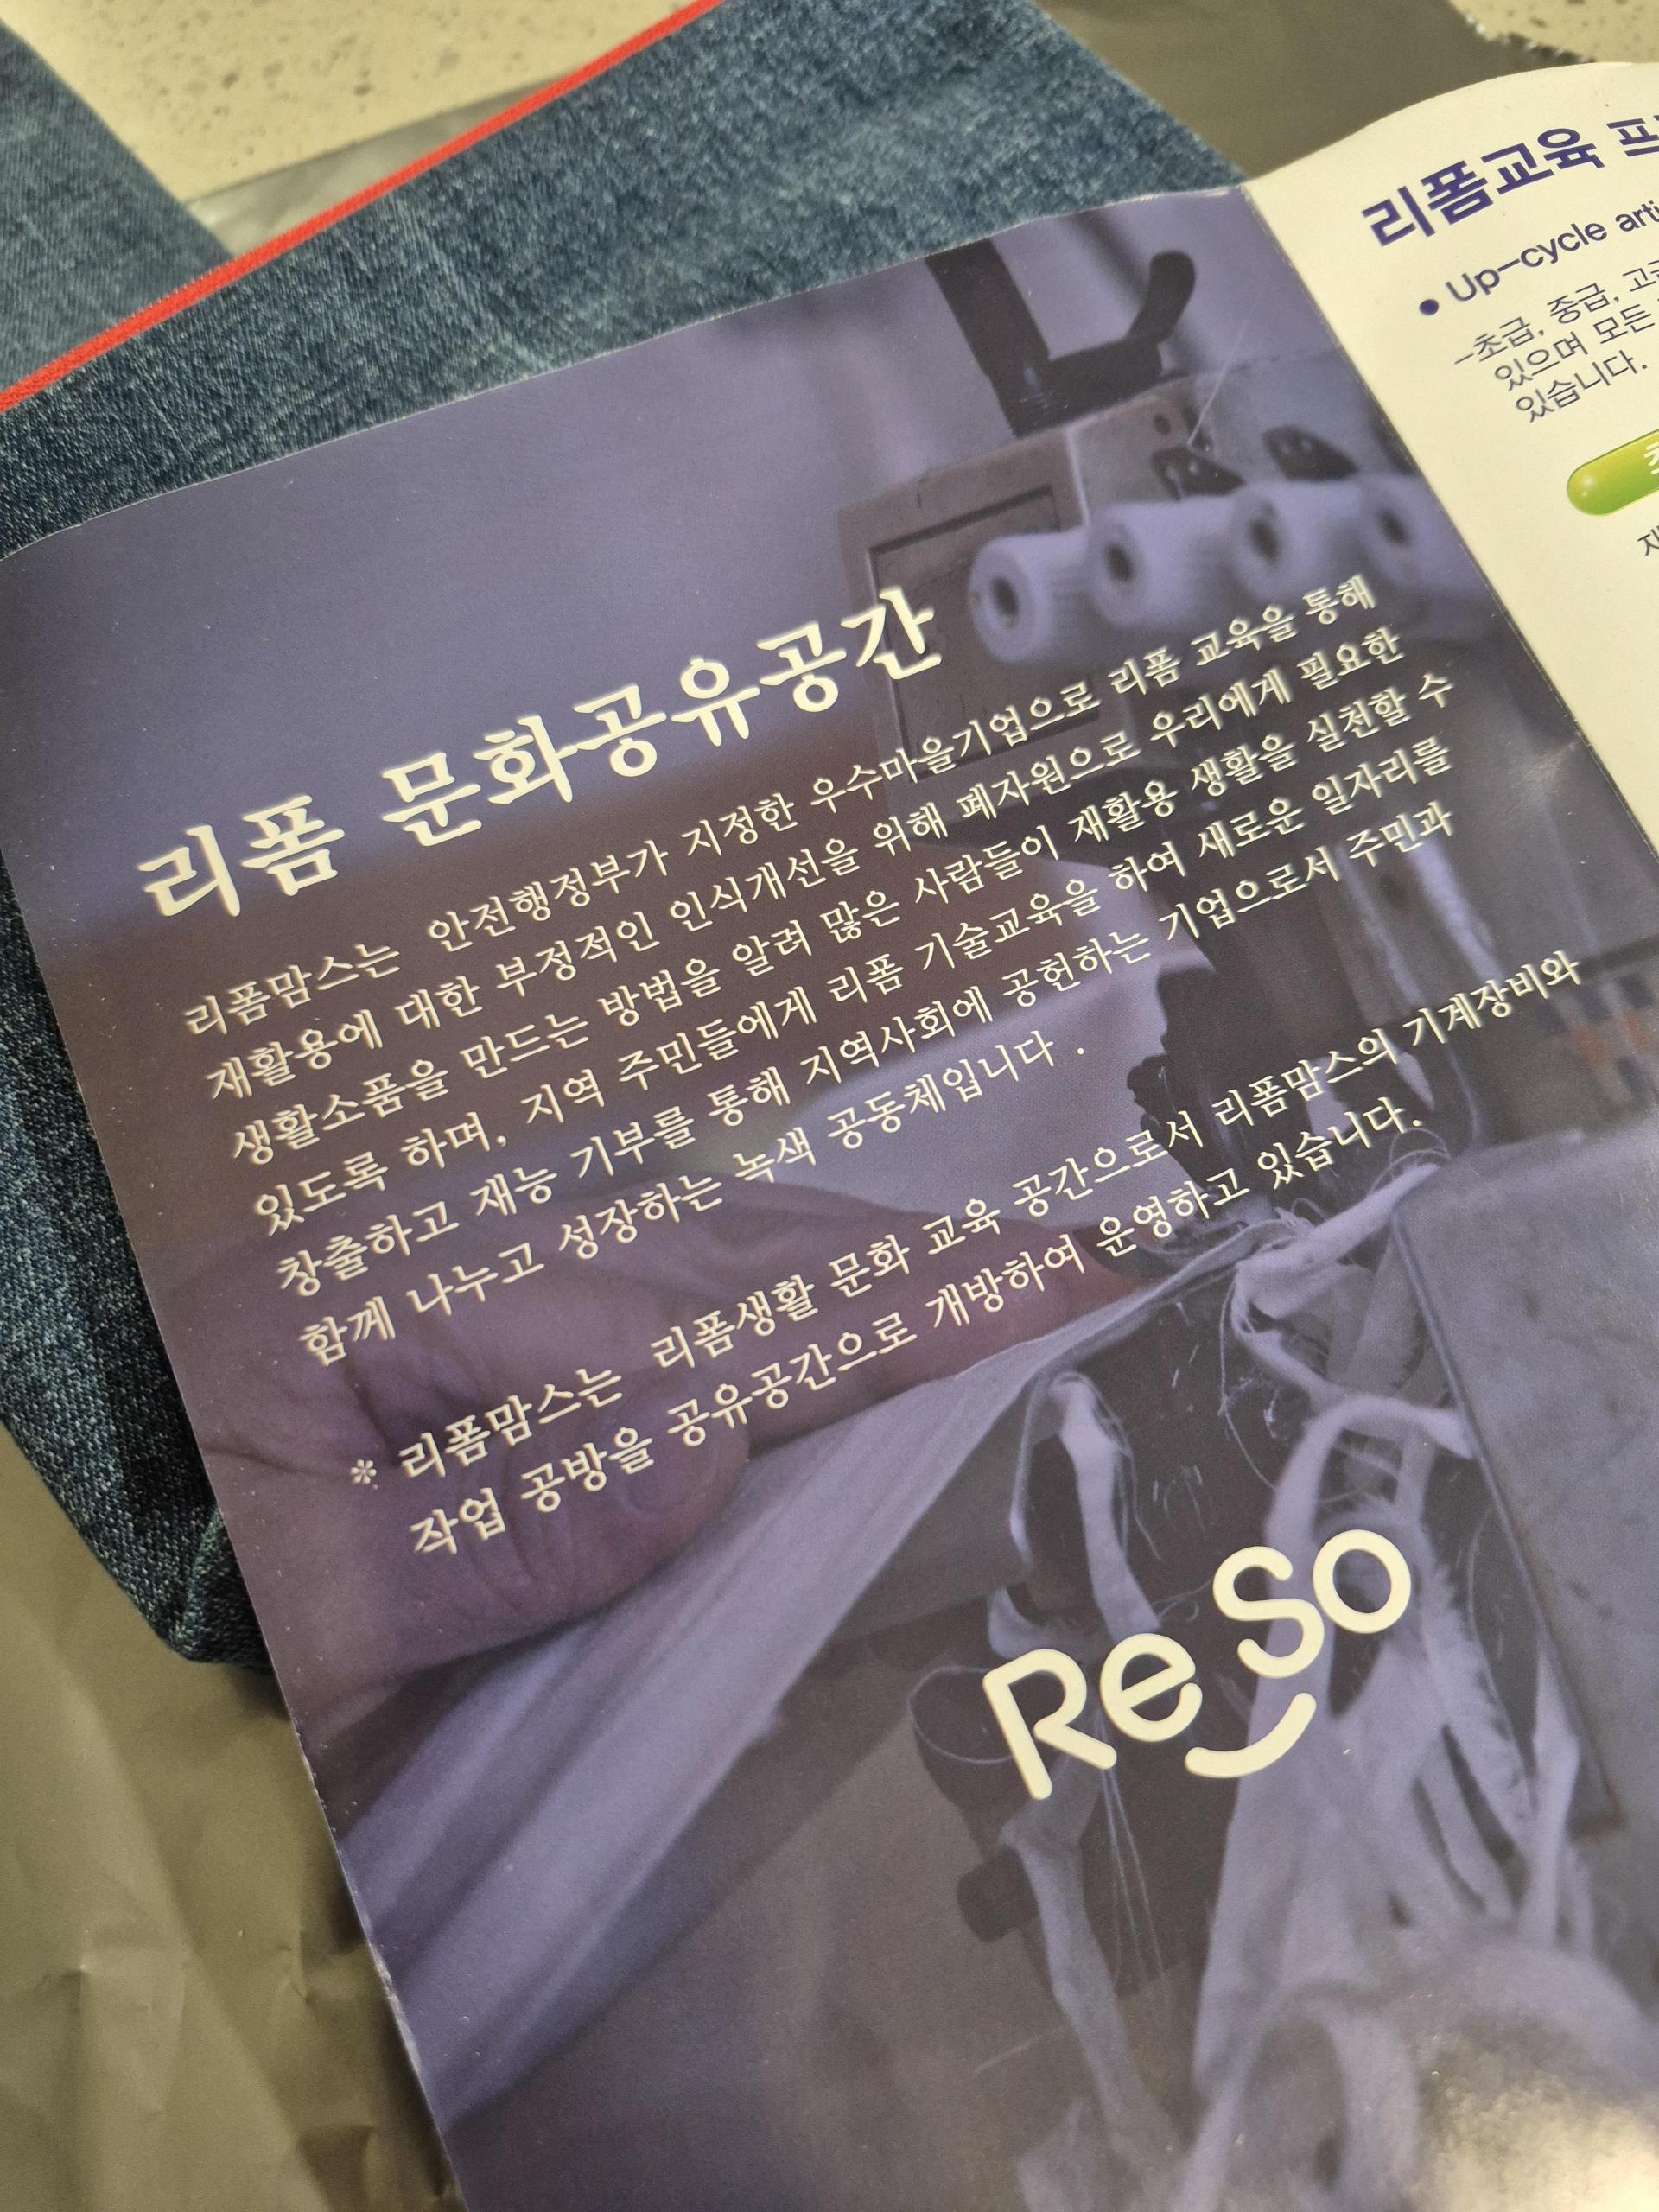 리폼 문화공유공간
리폼맘스는 안전행정부가 지정한 우수마을기업으로 리폼 교육을 통해
재활용에 대한 부정적인 인식개선을 위해 폐자원으로 우리에게 필요한
생활소품을 만드는 방법을 알려 많은 사람들이 재활용 생활을 실천할 수
있도록 하며, 지역 주민들에게 리폼 기술교육을 하여 새로운 일자리를
창출하고 재능 기부를 통해 지역사회에 공헌하는 기업으로서 주민과
함께 나누고 성장하는 녹색 공동체입니다 .
* 리폼맘스는 리폼생활 문화 교육 공간으로서 리폼맘스의 기계장비와
작업 공방을 공유공간으로 개방하여 운영하고 있습니다.
ReSo
리폼교육
• Up-cycle
-초급, 중급,
있으며 모든
있습니다.